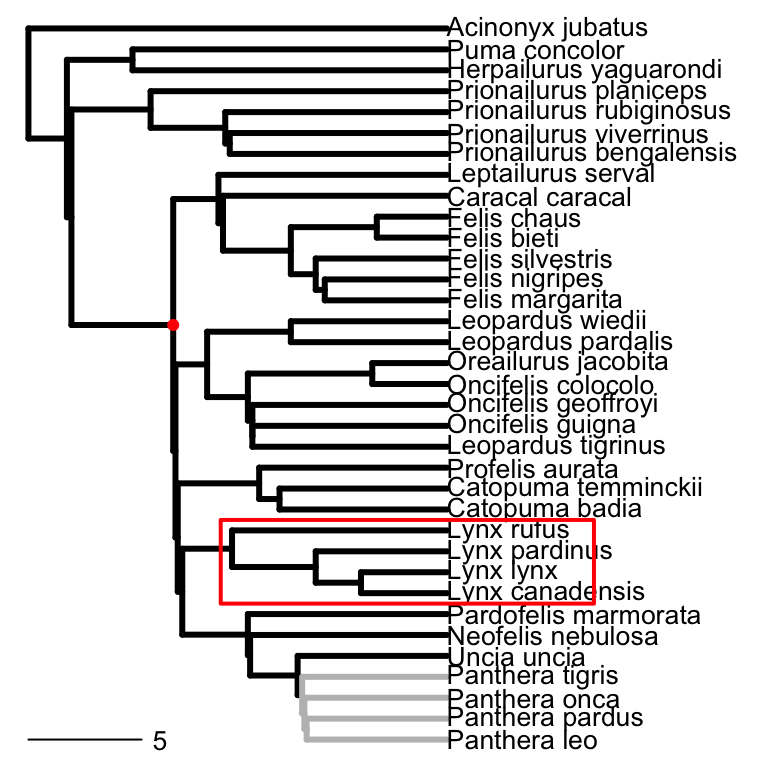 Acinonyx jubatus
Puma concolor
Herpailurus yaguarondi
Prionailurus planiceps
Prionailurus rubiginosus
Prionailurus viverrinus
Prionailurus bengalensis
Leptailurus serval
Caracal caracal
Felis chaus
Felis bieti
Felis silvestris
Felis nigripes
Felis margarita
Leopardus wiedii
Leopardus pardalis
Oreailurus jacobita
Oncifelis colocolo
Oncifelis geoffroyi
Oncifelis guigna
Leopardus tigrinus
Profelis aurata
Catopuma temminckii
Catopuma badia
Lynx rufus
Lynx pardinus
Lynx lynx
Lynx canadensis
Pardofelis marmorata
Neofelis nebulosa
Uncia uncia
Panthera tigris
Panthera onca
Panthera pardus
Panthera leo
5